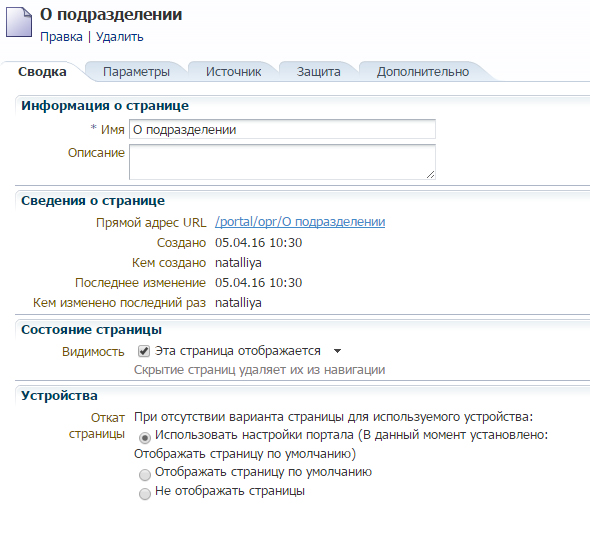 О подразделении
Правка | Удалить
Сводка Параметры Источник Защита Дополнительно
Информация о странице
* Имя О подразделении
Описание
Сведения о странице
Прямой адрес URL /portal/opr/О подразделении
Создано 05.04.16 10:30
Кем создано natalliya
Последнее изменение 05.04.16 10:30
Кем изменено последний раз natalliya
Состояние страницы
Видимость Эта страница отображается
Скрытие страниц удаляет их из навигации
Устройства
Откат страницы
При отсутствии варианта страницы для используемого устройства:
Использовать настройки портала (В данный момент установлено:
Отображать страницу по умолчанию)
Отображать страницу по умолчанию
Не отображать страницы